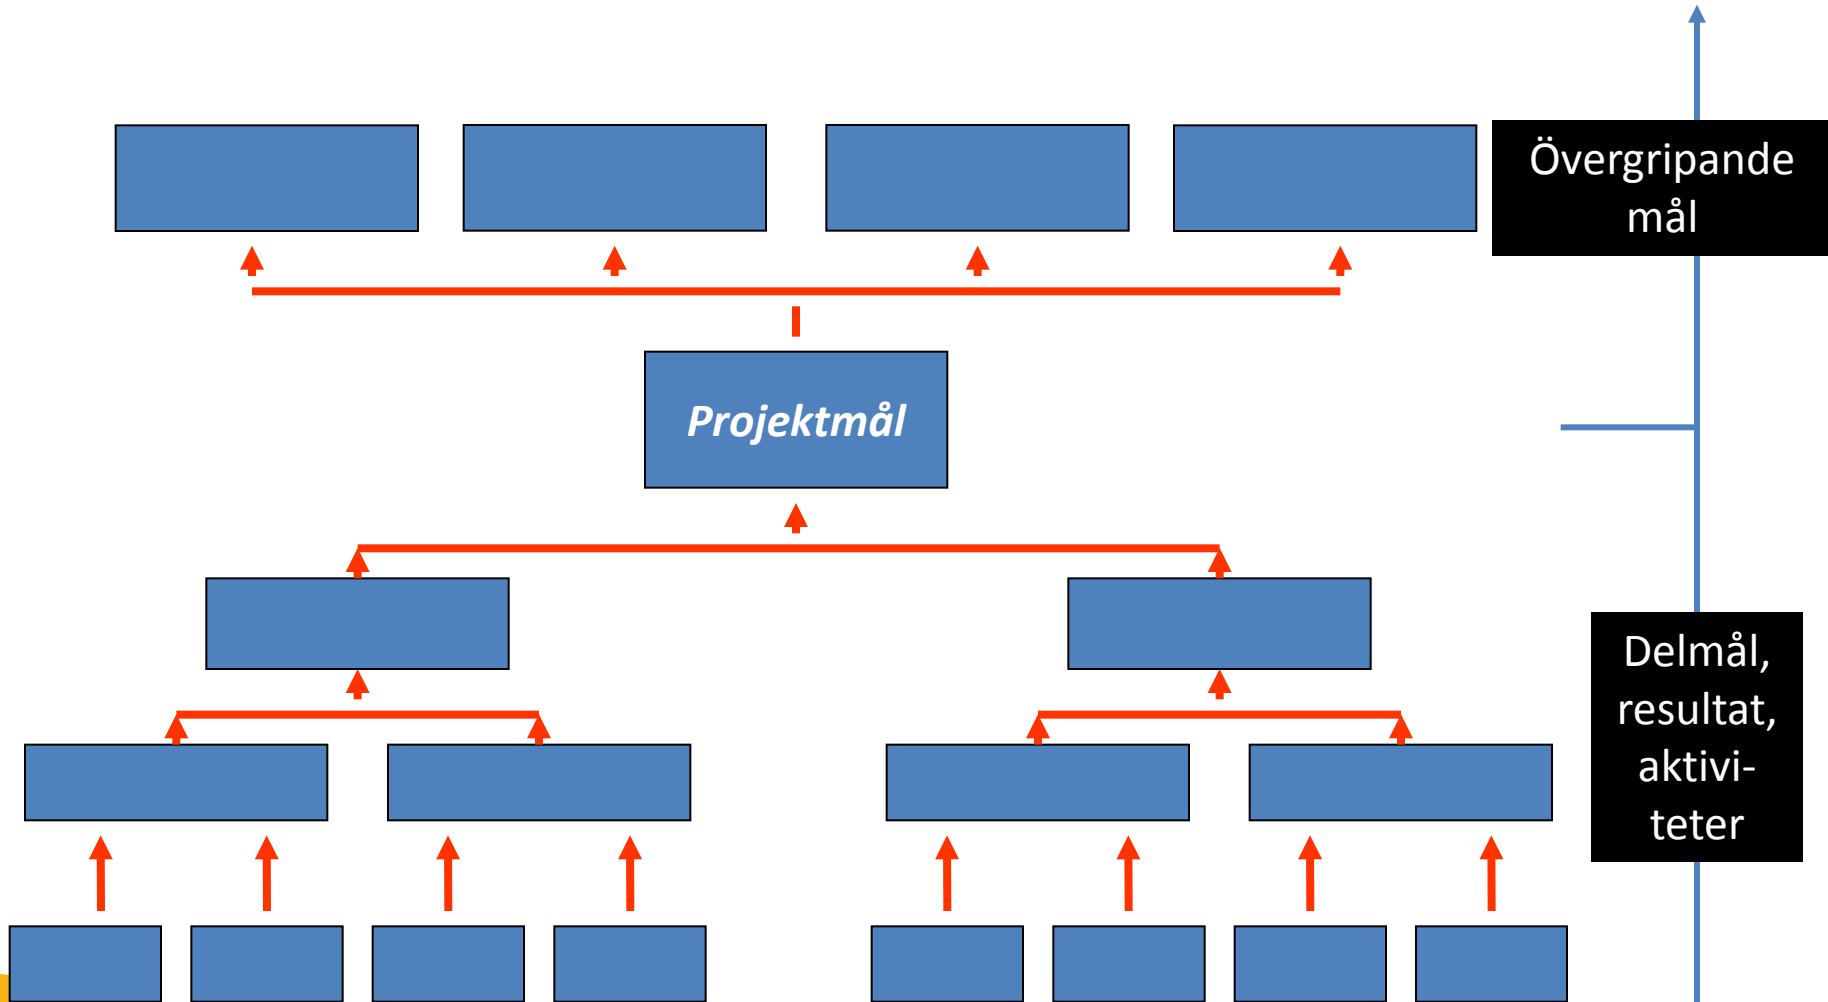 Övergripande
mål
Projektmål
Delmål,
resultat,
aktivi-
teter